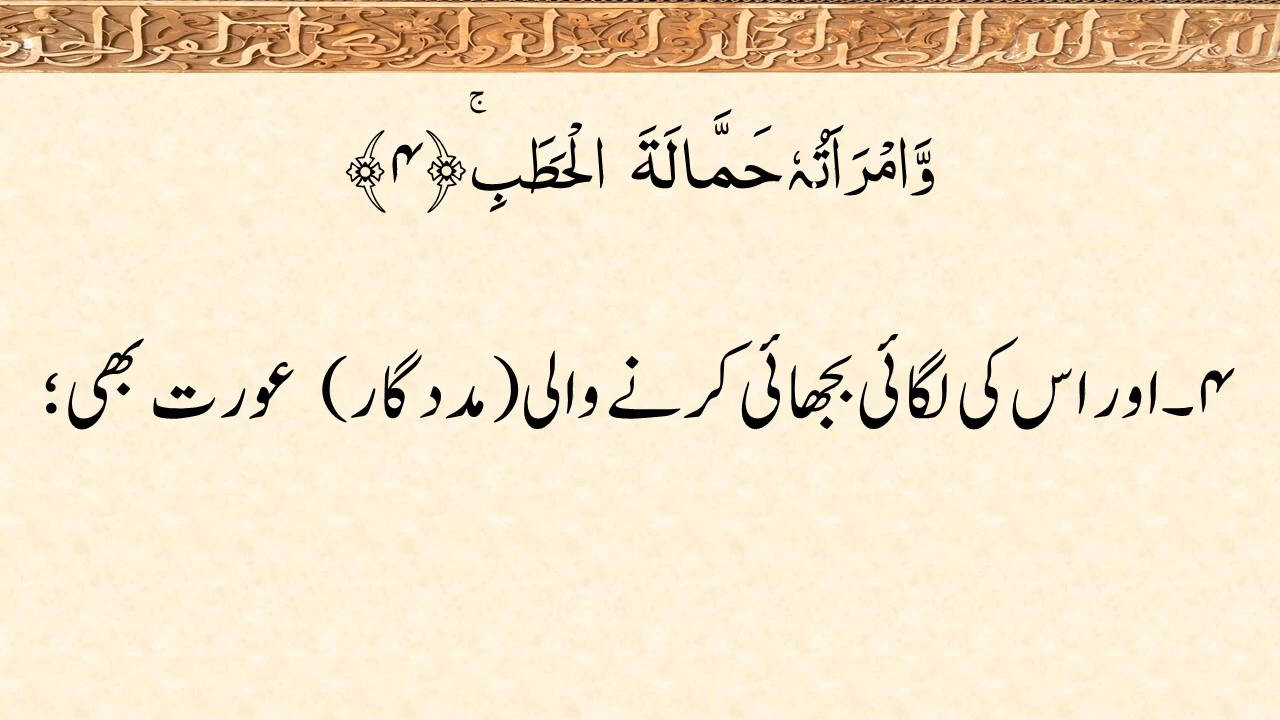 وَّامْرَاَتُہٗ حَمَّالَةَ الْحَطَبِۚ﴿۴﴾
۴۔اور اس کی لگائی بجھائی کرنے والی(مددگار) عورت بھی؛